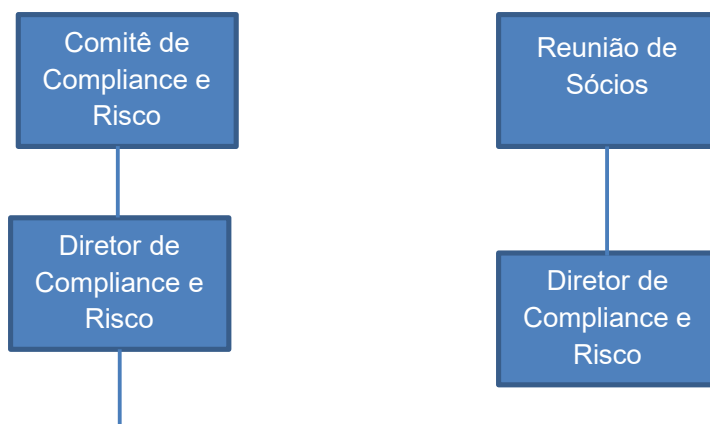 Comitê de
Compliance e
Risco
Reunião de
Sócios
Diretor de
Compliance e
Risco
Diretor de
Compliance e
Risco